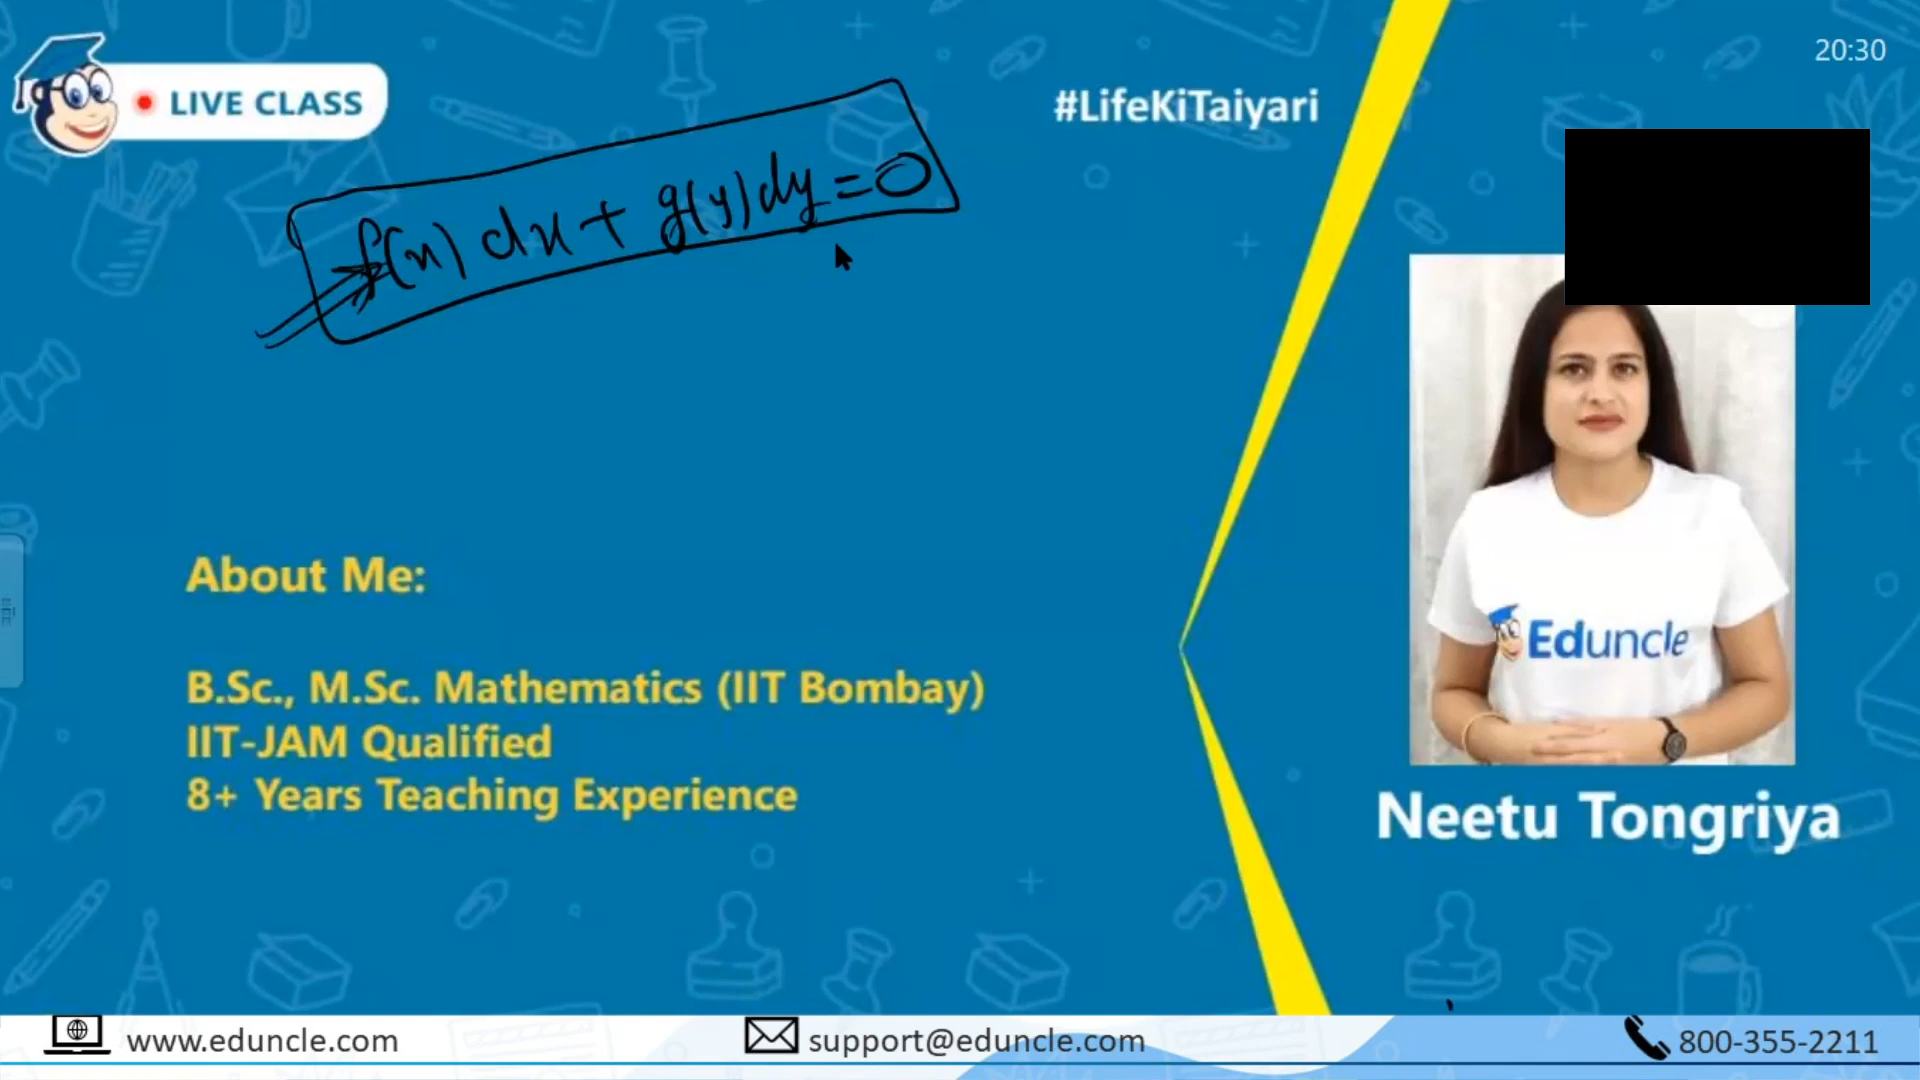 20:30
LIVE CLASS
#LifeKiTaiyari
f(x) dx + g(y) dy = 0
About Me:
B.Sc., M.Sc. Mathematics (IIT Bombay)
IIT-JAM Qualified
8+ Years Teaching Experience
Eduncle
Neetu Tongriya
www.eduncle.com
support@eduncle.com
800-355-2211